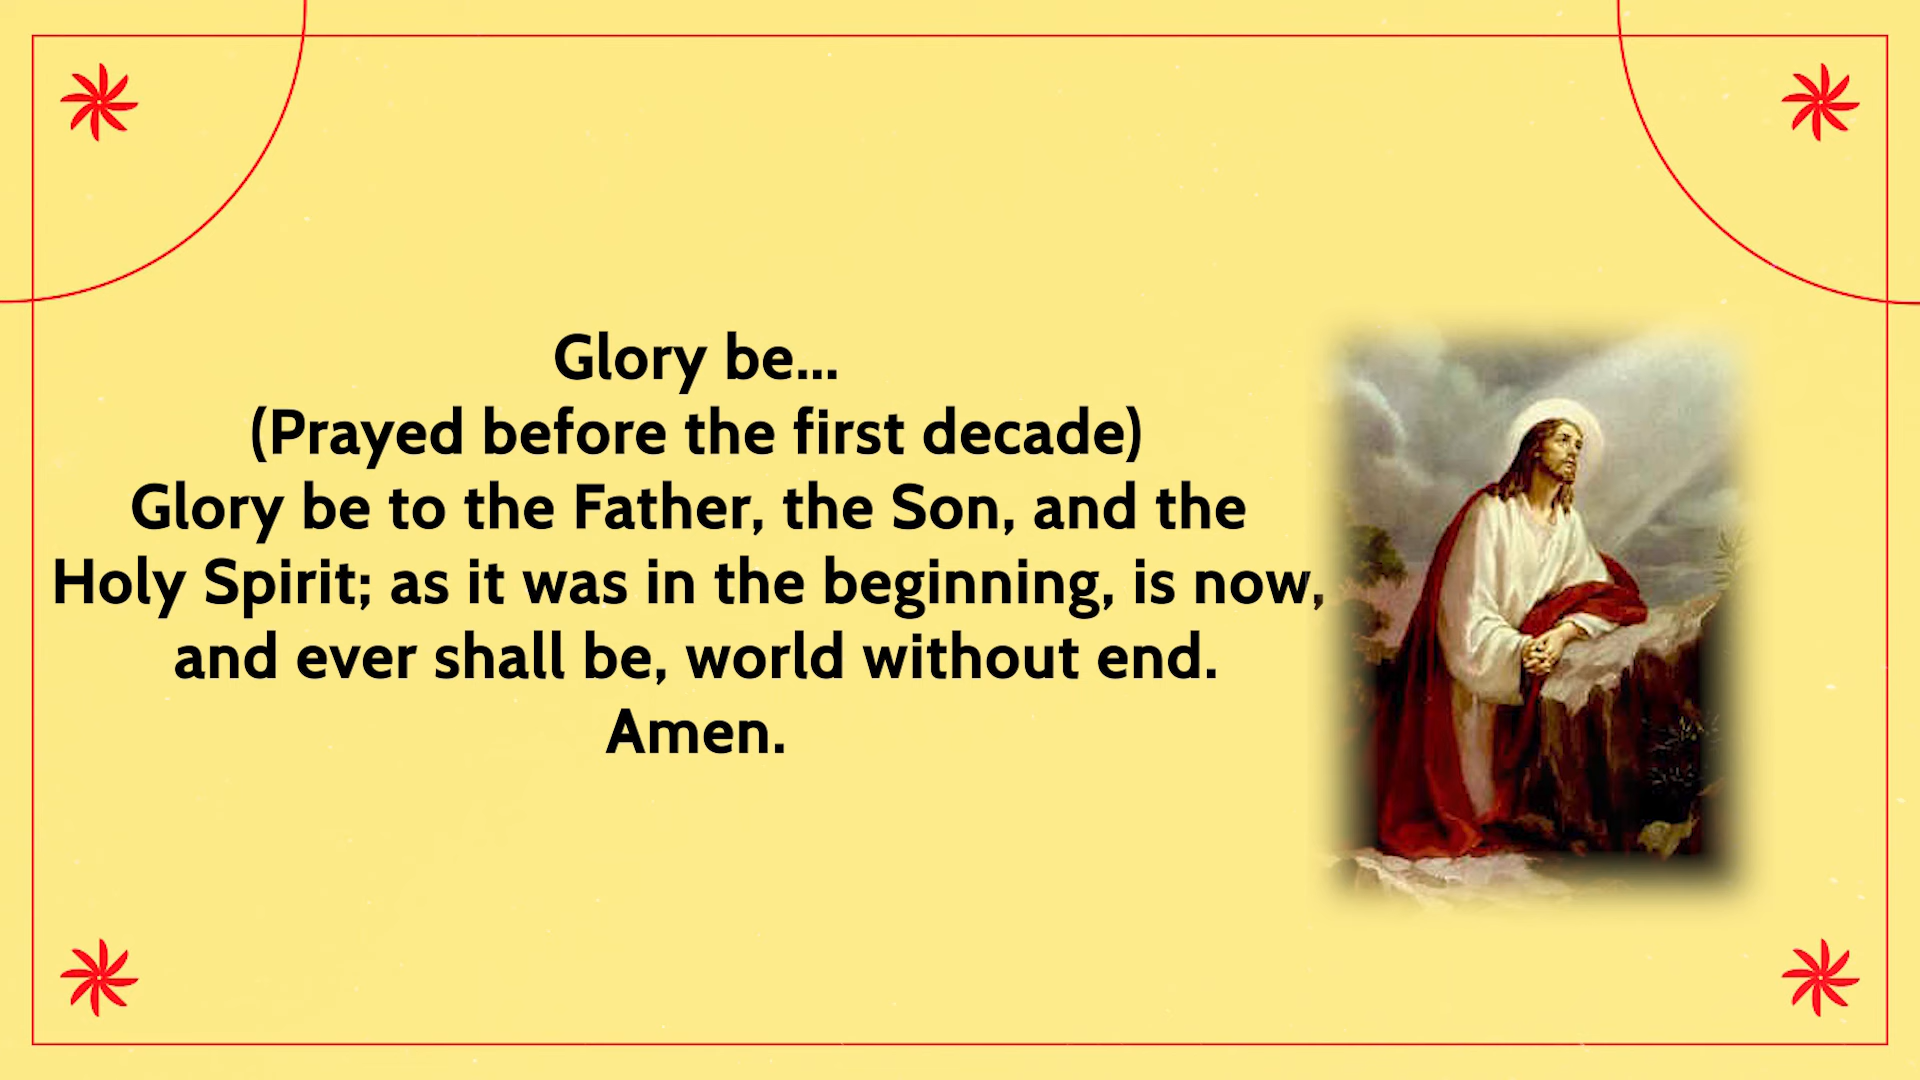 Glory be...
(Prayed before the first decade)
Glory be to the Father, the Son, and the
Holy Spirit; as it was in the beginning, is now,
and ever shall be, world without end.
Amen.